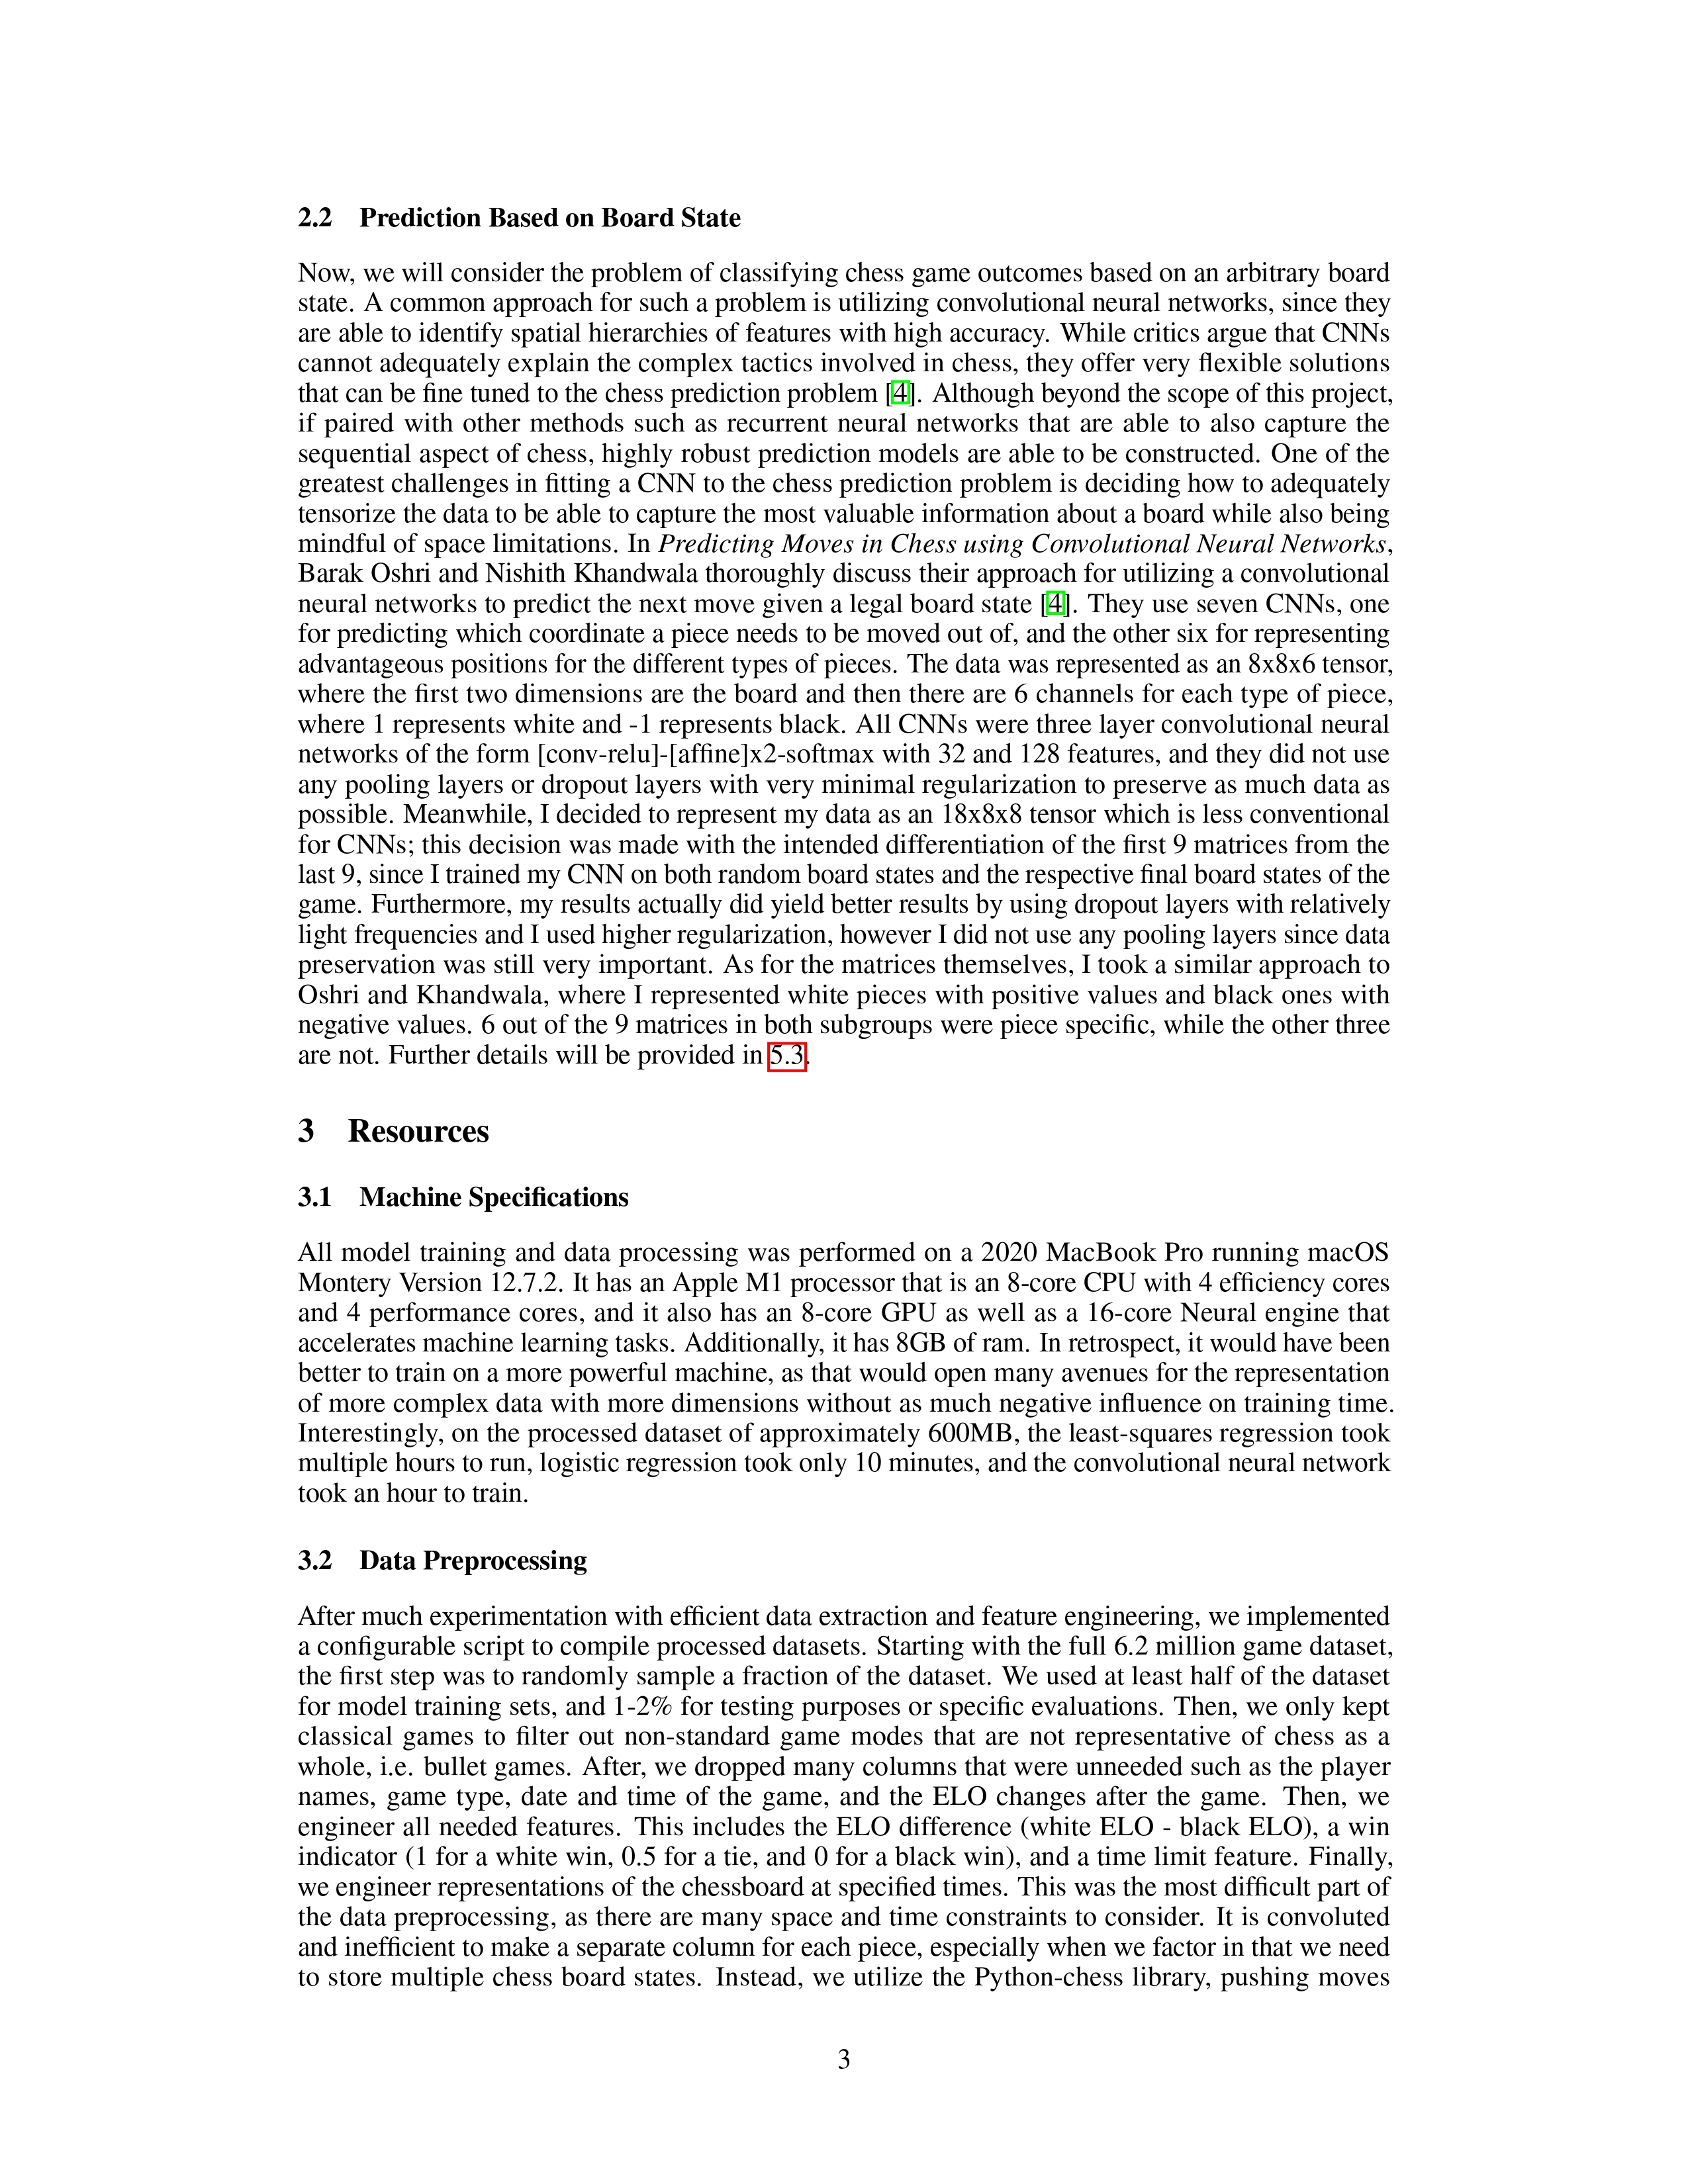 2.2 Prediction Based on Board State
Now, we will consider the problem of classifying chess game outcomes based on an arbitrary board
state. A common approach for such a problem is utilizing convolutional neural networks, since they
are able to identify spatial hierarchies of features with high accuracy. While critics argue that CNNs
cannot adequately explain the complex tactics involved in chess, they offer very flexible solutions
that can be fine tuned to the chess prediction problem [4]. Although beyond the scope of this project,
if paired with other methods such as recurrent neural networks that are able to also capture the
sequential aspect of chess, highly robust prediction models are able to be constructed. One of the
greatest challenges in fitting a CNN to the chess prediction problem is deciding how to adequately
tensorize the data to be able to capture the most valuable information about a board while also being
mindful of space limitations. In Predicting Moves in Chess using Convolutional Neural Networks,
Barak Oshri and Nishith Khandwala thoroughly discuss their approach for utilizing a convolutional
neural networks to predict the next move given a legal board state [4]. They use seven CNNs, one
for predicting which coordinate a piece needs to be moved out of, and the other six for representing
advantageous positions for the different types of pieces. The data was represented as an 8x8x6 tensor,
where the first two dimensions are the board and then there are 6 channels for each type of piece,
where 1 represents white and -1 represents black. All CNNs were three layer convolutional neural
networks of the form [conv-relu]-[affine]x2-softmax with 32 and 128 features, and they did not use
any pooling layers or dropout layers with very minimal regularization to preserve as much data as
possible. Meanwhile, I decided to represent my data as an 18x8x8 tensor which is less conventional
for CNNs; this decision was made with the intended differentiation of the first 9 matrices from the
last 9, since I trained my CNN on both random board states and the respective final board states of the
game. Furthermore, my results actually did yield better results by using dropout layers with relatively
light frequencies and I used higher regularization, however I did not use any pooling layers since data
preservation was still very important. As for the matrices themselves, I took a similar approach to
Oshri and Khandwala, where I represented white pieces with positive values and black ones with
negative values. 6 out of the 9 matrices in both subgroups were piece specific, while the other three
are not. Further details will be provided in 5.3.
3 Resources
3.1 Machine Specifications
All model training and data processing was performed on a 2020 MacBook Pro running macOS
Montery Version 12.7.2. It has an Apple M1 processor that is an 8-core CPU with 4 efficiency cores
and 4 performance cores, and it also has an 8-core GPU as well as a 16-core Neural engine that
accelerates machine learning tasks. Additionally, it has 8GB of ram. In retrospect, it would have been
better to train on a more powerful machine, as that would open many avenues for the representation
of more complex data with more dimensions without as much negative influence on training time.
Interestingly, on the processed dataset of approximately 600MB, the least-squares regression took
multiple hours to run, logistic regression took only 10 minutes, and the convolutional neural network
took an hour to train.
3.2 Data Preprocessing
After much experimentation with efficient data extraction and feature engineering, we implemented
a configurable script to compile processed datasets. Starting with the full 6.2 million game dataset,
the first step was to randomly sample a fraction of the dataset. We used at least half of the dataset
for model training sets, and 1-2% for testing purposes or specific evaluations. Then, we only kept
classical games to filter out non-standard game modes that are not representative of chess as a
whole, i.e. bullet games. After, we dropped many columns that were unneeded such as the player
names, game type, date and time of the game, and the ELO changes after the game. Then, we
engineer all needed features. This includes the ELO difference (white ELO - black ELO), a win
indicator (1 for a white win, 0.5 for a tie, and 0 for a black win), and a time limit feature. Finally,
we engineer representations of the chessboard at specified times. This was the most difficult part of
the data preprocessing, as there are many space and time constraints to consider. It is convoluted
and inefficient to make a separate column for each piece, especially when we factor in that we need
to store multiple chess board states. Instead, we utilize the Python-chess library, pushing moves
3